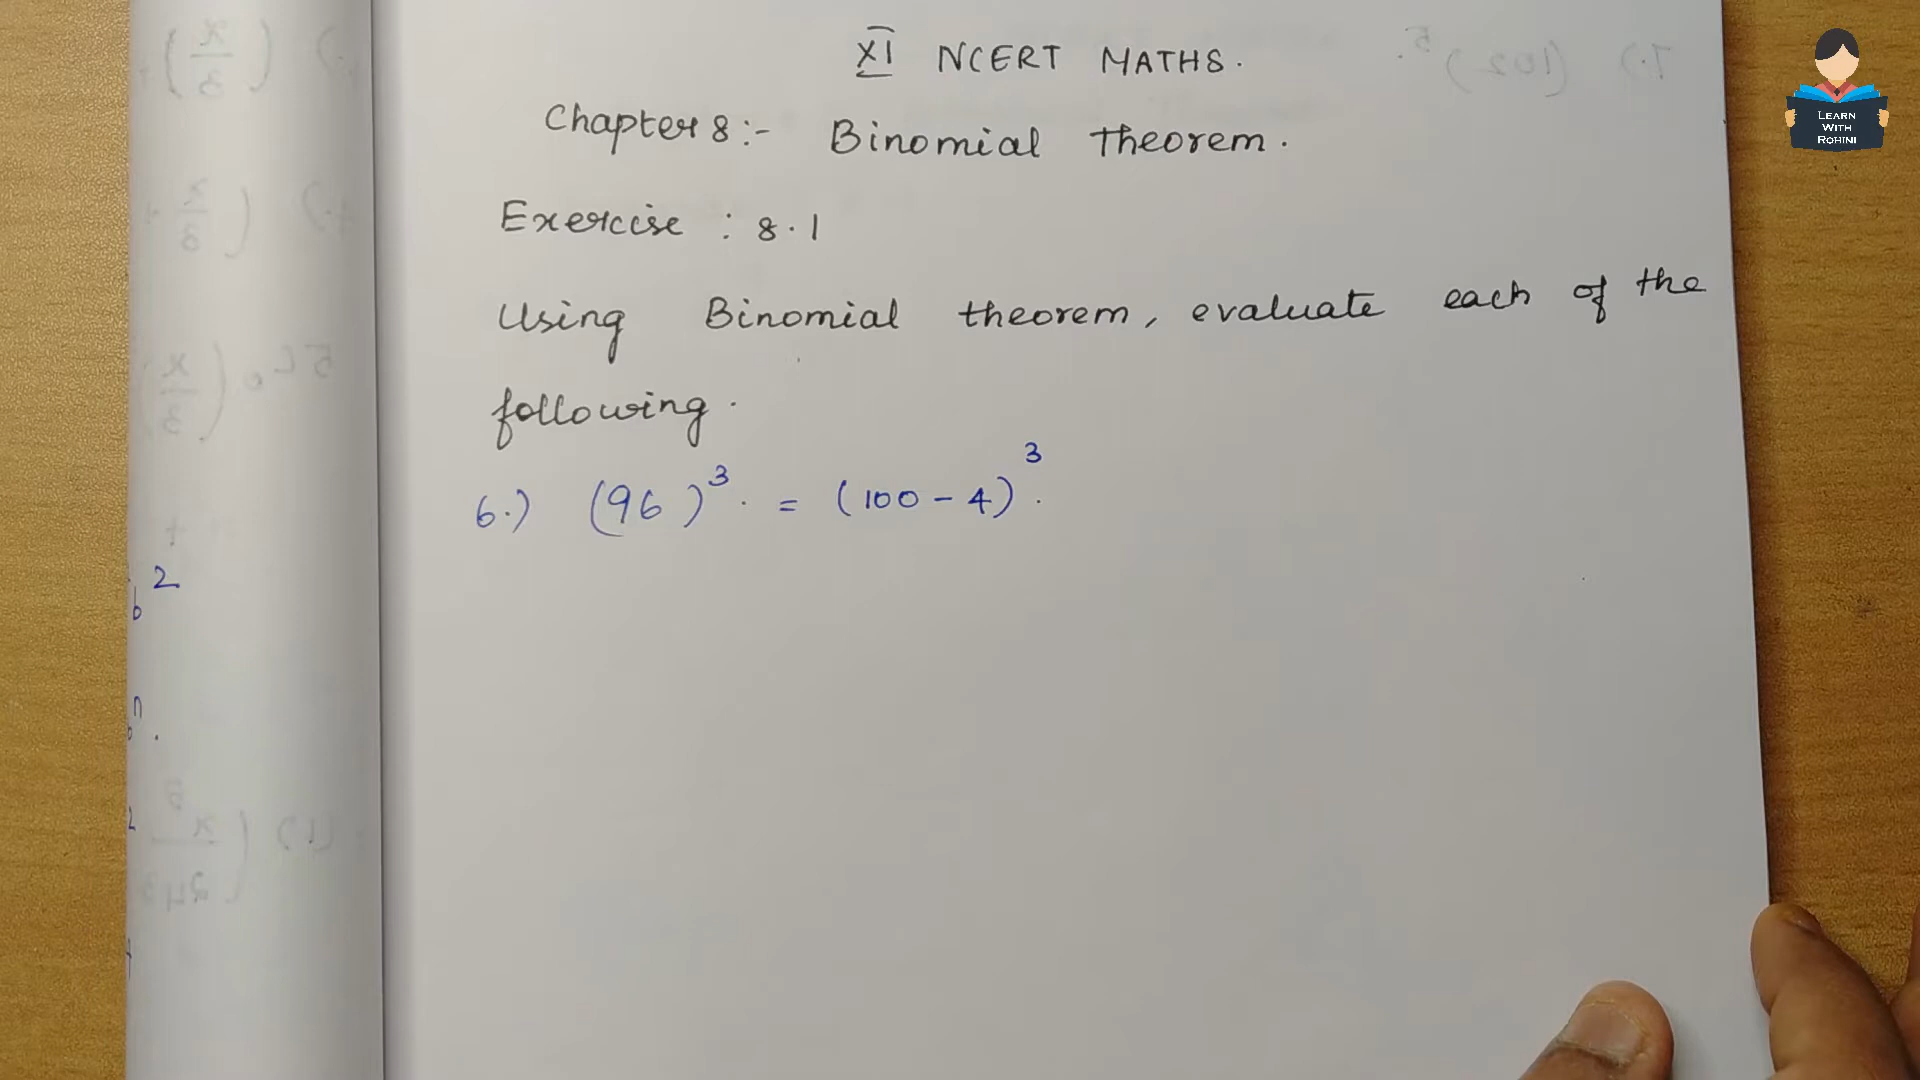 XI NCERT MATHS.
Chapter 8:- Binomial theorem.
Exercise : 8.1
Using Binomial theorem, evaluate each of the
following.
6.) (96)³. = (100-4)³.
b²
LEARN
WITH
ROHINI